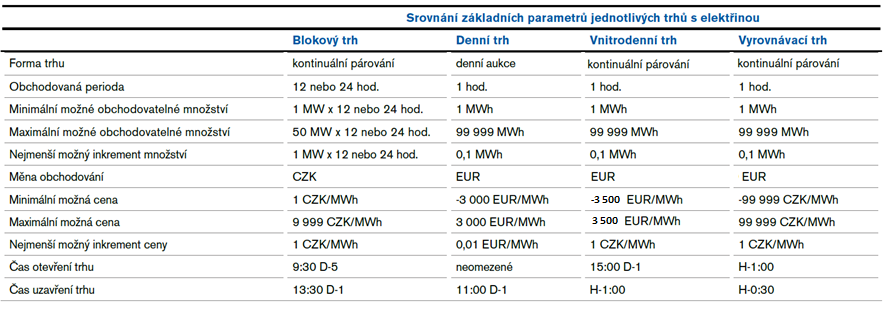 Srovnání základních parametrů jednotlivých trhů s elektřinou
Blokový trh Denní trh Vnitrodenní trh Vyrovnávací trh
Forma trhu kontinuální párování denní aukce kontinuální párování kontinuální párování
Obchodovaná perioda 12 nebo 24 hod. 1 hod. 1 hod. 1 hod.
Minimální možné obchodovatelné množství 1 MW x 12 nebo 24 hod. 1 MWh 1 MWh 1 MWh
Maximální možné obchodovatelné množství 50 MW x 12 nebo 24 hod. 99 999 MWh 99 999 MWh 99 999 MWh
Nejmenší možný inkrement množství 1 MW x 12 nebo 24 hod. 0,1 MWh 0,1 MWh 0,1 MWh
Měna obchodování CZK EUR EUR EUR
Minimální možná cena 1 CZK/MWh -3 000 EUR/MWh -3 500 EUR/MWh -99 999 CZK/MWh
Maximální možná cena 9 999 CZK/MWh 3 000 EUR/MWh 3 500 EUR/MWh 99 999 CZK/MWh
Nejmenší možný inkrement ceny 1 CZK/MWh 0,01 EUR/MWh 1 CZK/MWh 1 CZK/MWh
Čas otevření trhu 9:30 D-5 neomezené 15:00 D-1 H-1:00
Čas uzavření trhu 13:30 D-1 11:00 D-1 H-1:00 H-0:30